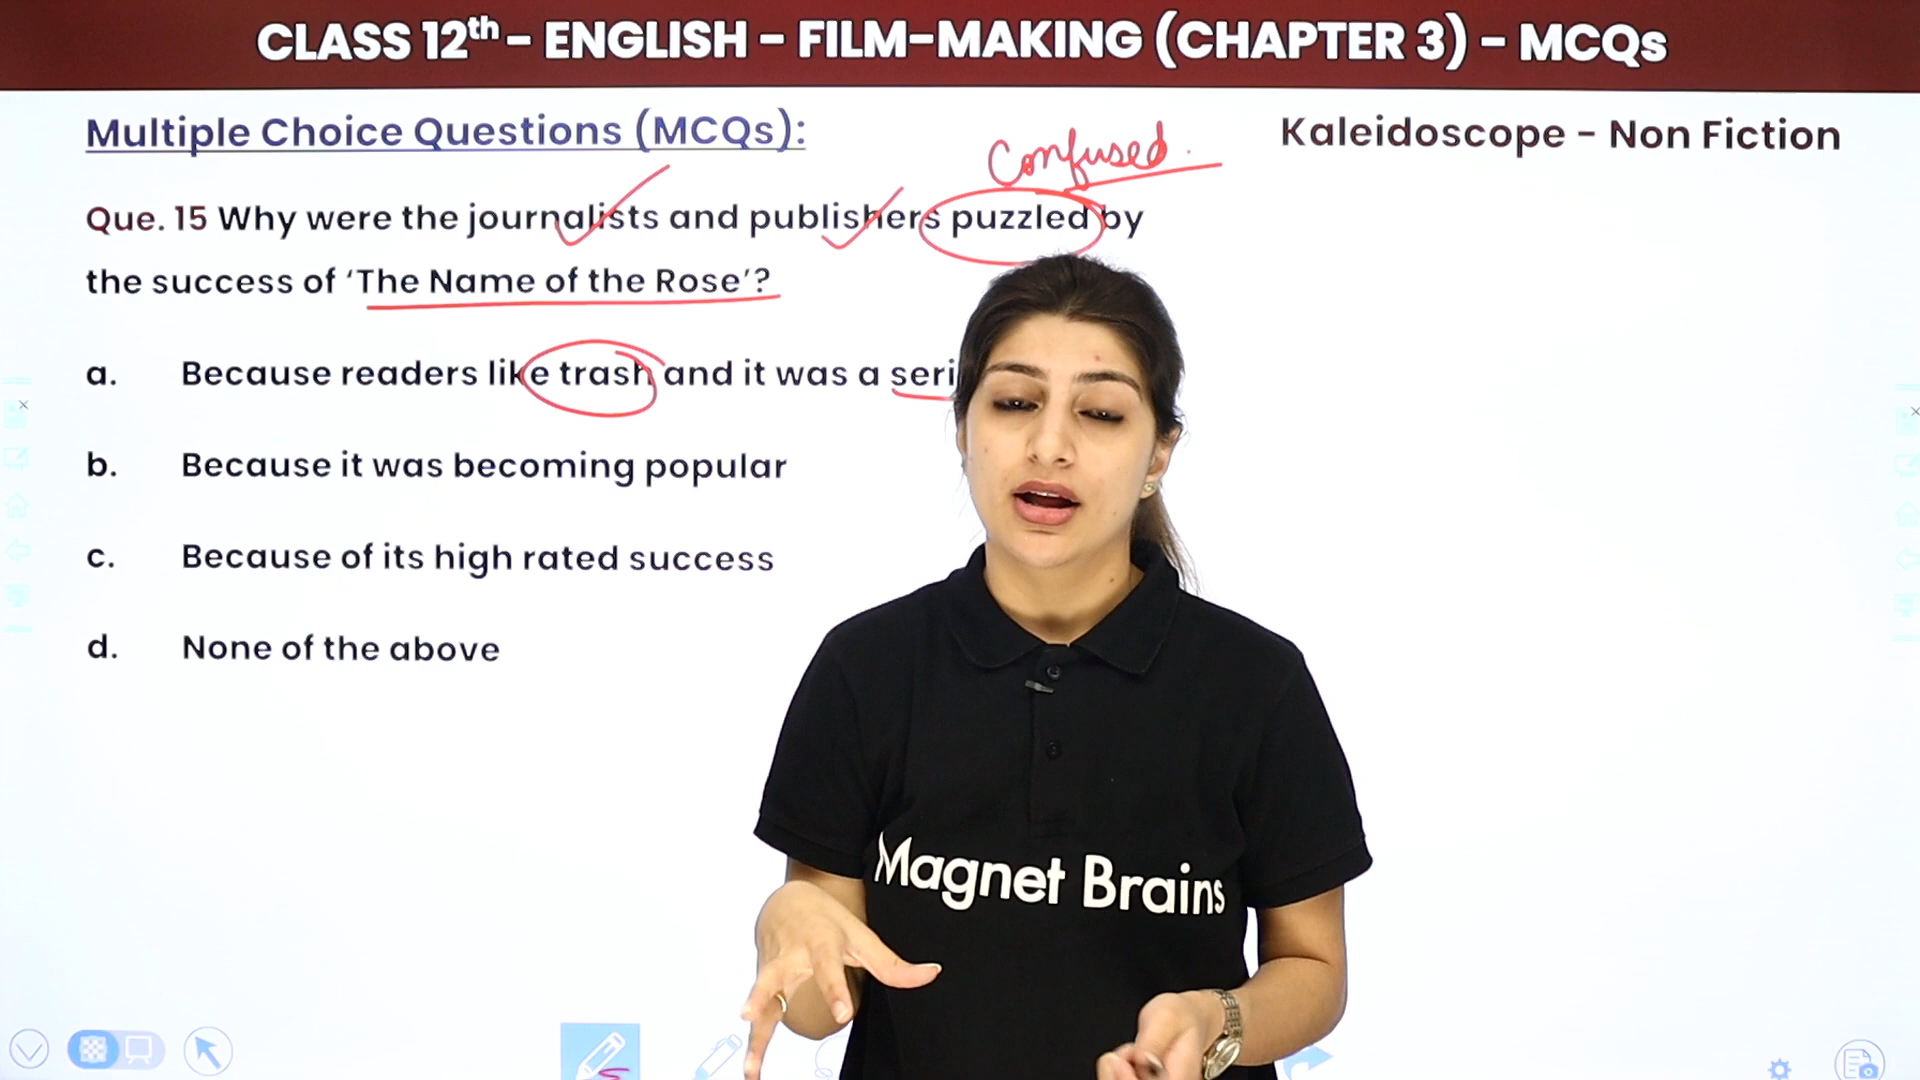 CLASS 12th – ENGLISH – FILM-MAKING (CHAPTER 3) – MCQs
Multiple Choice Questions (MCQs):
Kaleidoscope - Non Fiction
Confused.
Que. 15 Why were the journalists and publishers puzzled by
the success of ‘The Name of the Rose’?
a. Because readers like trash and it was a seri
b. Because it was becoming popular
c. Because of its high rated success
d. None of the above
Magnet Brains